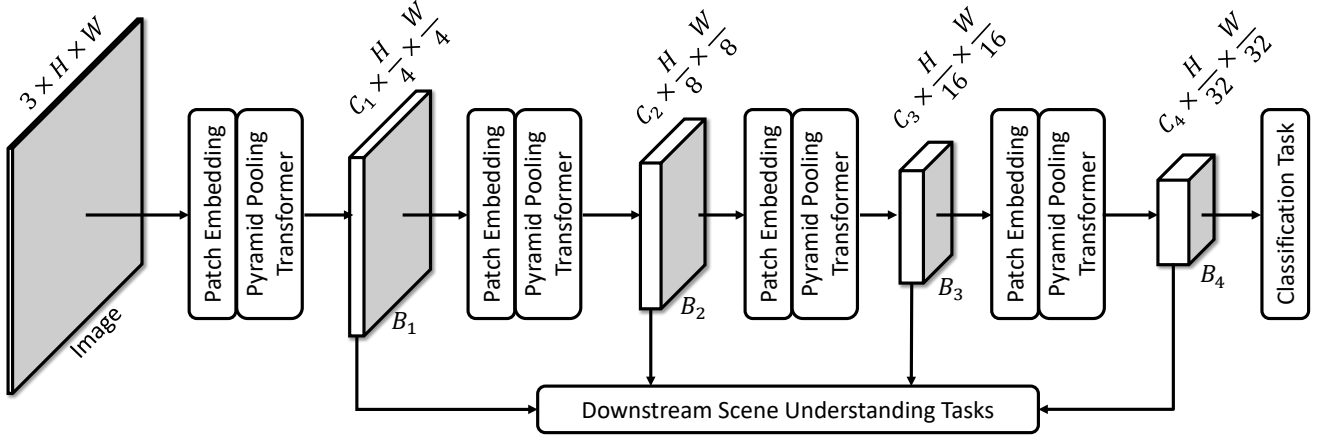 3 × H × W
Image
Patch Embedding
Pyramid Pooling
Transformer
C₁ × H/4 × W/4
B₁
Patch Embedding
Pyramid Pooling
Transformer
C₂ × H/8 × W/8
B₂
Patch Embedding
Pyramid Pooling
Transformer
C₃ × H/16 × W/16
B₃
Patch Embedding
Pyramid Pooling
Transformer
C₄ × H/32 × W/32
B₄
Classification Task
Downstream Scene Understanding Tasks